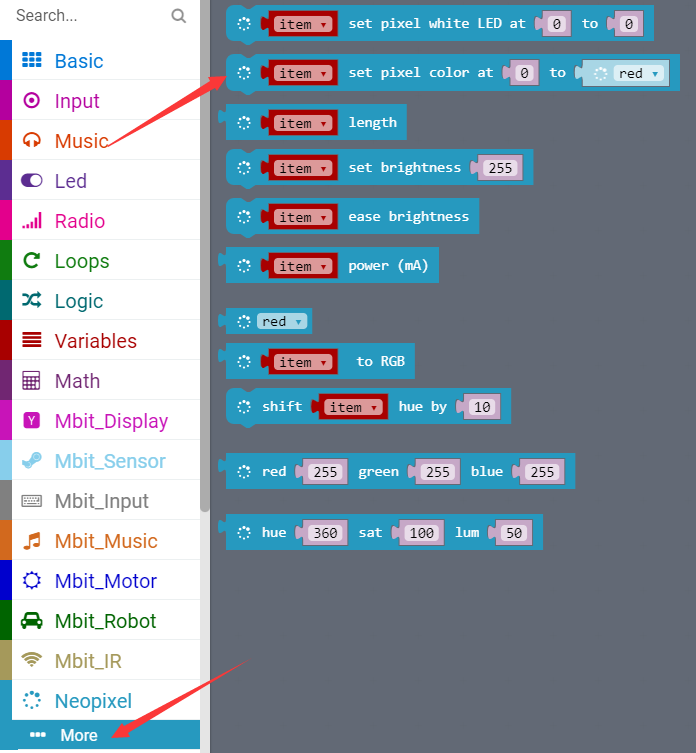 Search...
Basic
Input
Music
Led
Radio
Loops
Logic
Variables
Math
Mbit_Display
Mbit_Sensor
Mbit_Input
Mbit_Music
Mbit_Motor
Mbit_Robot
Mbit_IR
Neopixel
More
item set pixel white LED at 0 to 0
item set pixel color at 0 to red
item length
item set brightness 255
item ease brightness
item power (mA)
red
item to RGB
shift item hue by 10
red 255 green 255 blue 255
hue 360 sat 100 lum 50